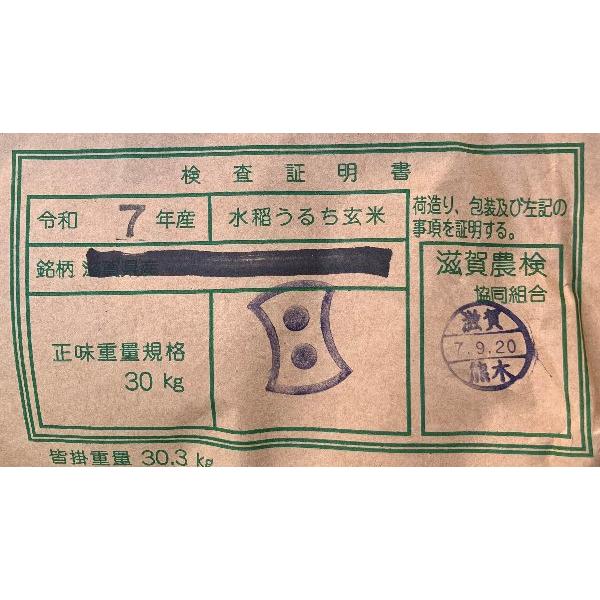 検査証明書
令和 7 年産
水稲うるち玄米
荷造り、包装及び左記の
事項を証明する。
銘柄
滋賀農検
協同組合
滋賀
7.9.20
熊木
正味重量規格
30 kg
皆掛重量 30.3 kg